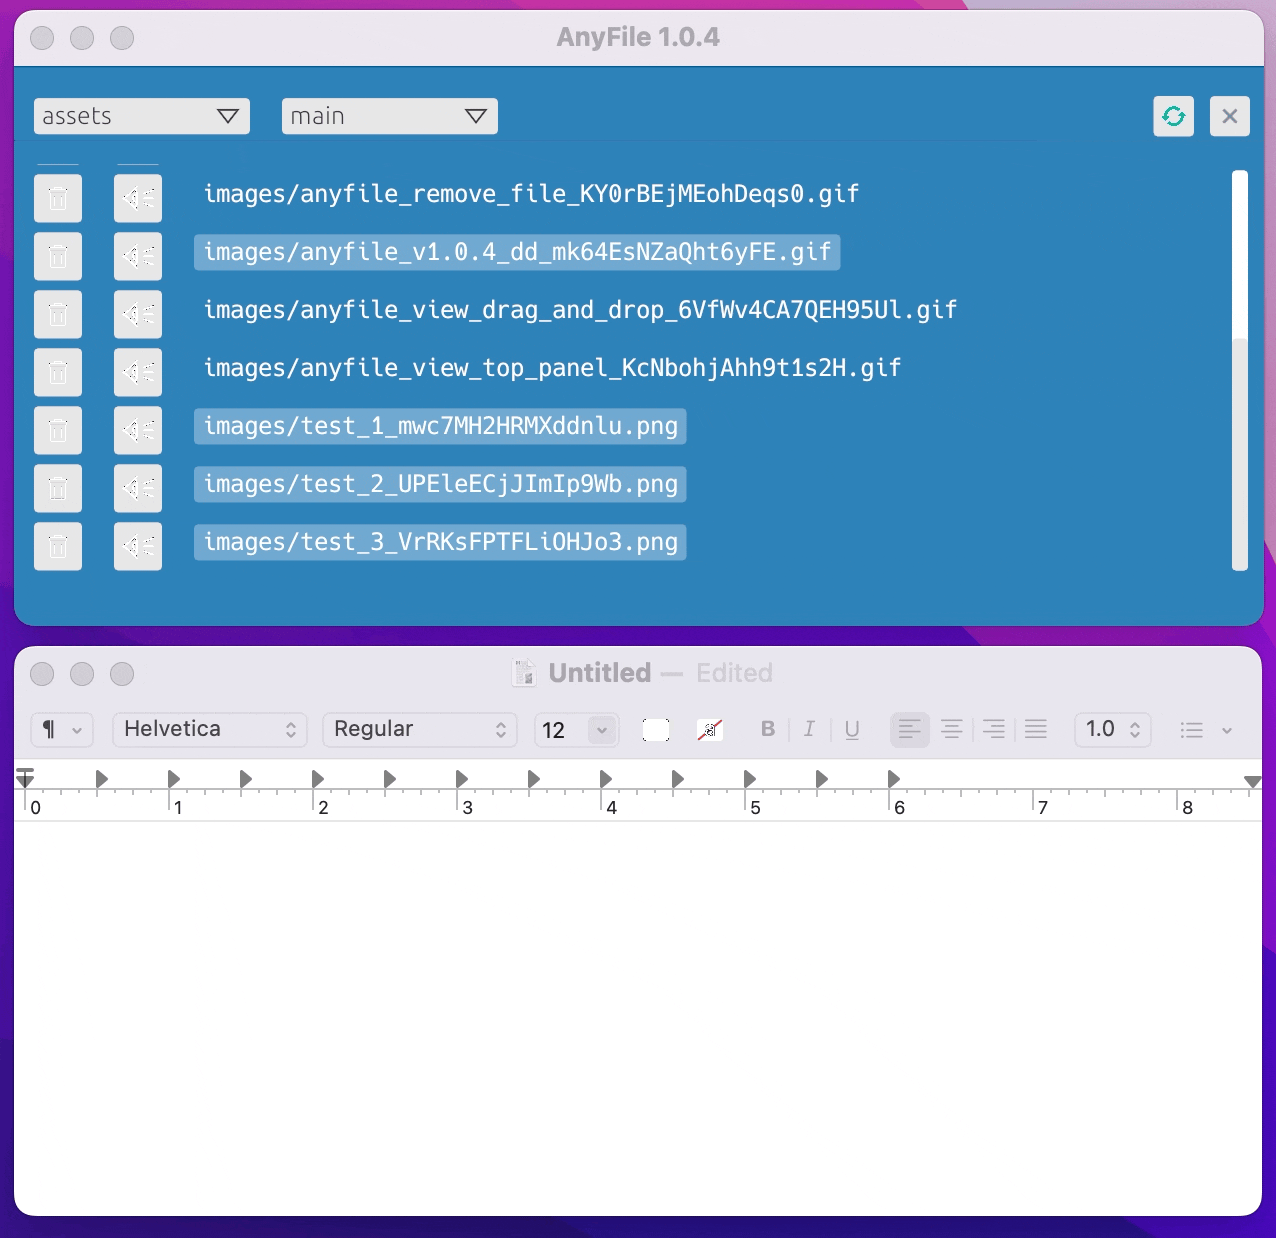 AnyFile 1.0.4
assets main
images/anyfile_remove_file_KY0rBEjMEohDeqs0.gif
images/anyfile_v1.0.4_dd_mk64EsNZaQht6yFE.gif
images/anyfile_view_drag_and_drop_6VfWv4CA7QEH95Ul.gif
images/anyfile_view_top_panel_KcNbohjAhh9t1s2H.gif
images/test_1_mwc7MH2HRMXddnlu.png
images/test_2_UPEleECjJImIp9Wb.png
images/test_3_VrRKsFPTFLiOHJo3.png
Untitled — Edited
¶ Helvetica Regular 12 a B I U 1.0
0 1 2 3 4 5 6 7 8